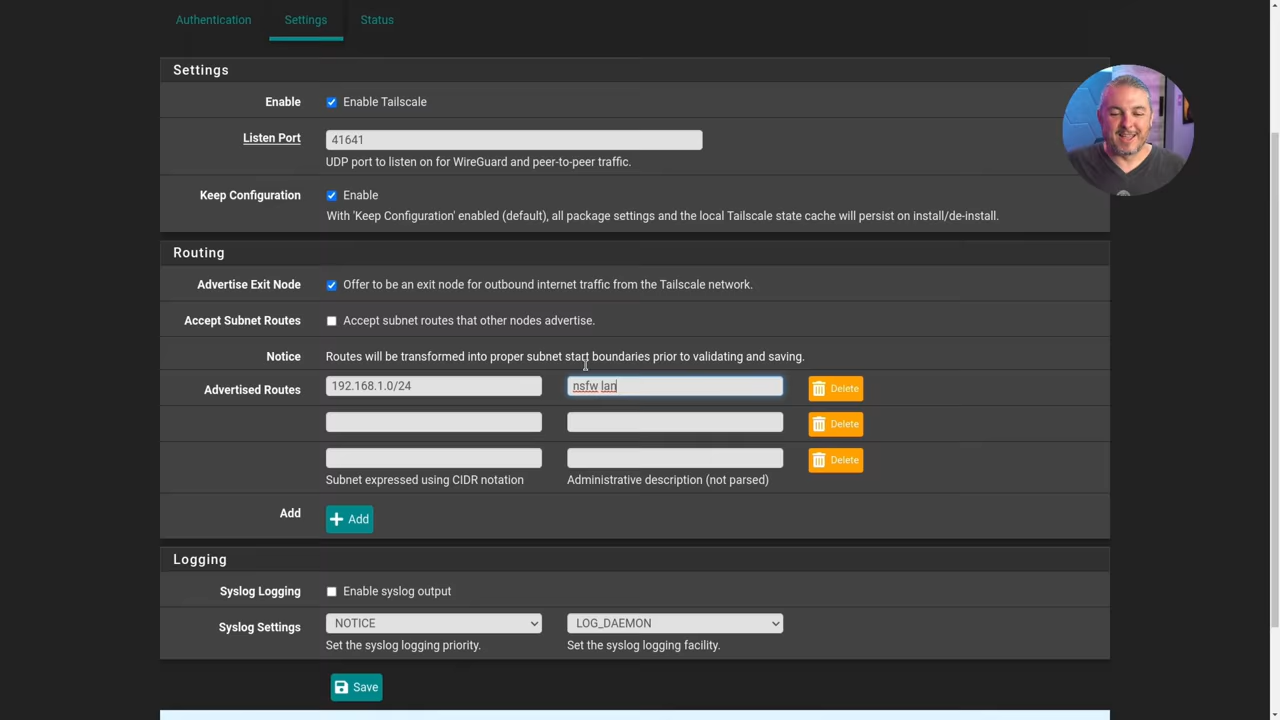 Authentication Settings Status
Settings
Enable Enable Tailscale
Listen Port 41641
UDP port to listen on for WireGuard and peer-to-peer traffic.
Keep Configuration Enable
With 'Keep Configuration' enabled (default), all package settings and the local Tailscale state cache will persist on install/de-install.
Routing
Advertise Exit Node Offer to be an exit node for outbound internet traffic from the Tailscale network.
Accept Subnet Routes Accept subnet routes that other nodes advertise.
Notice Routes will be transformed into proper subnet start boundaries prior to validating and saving.
Advertised Routes 192.168.1.0/24 nsfw lan Delete
Delete
Delete
Subnet expressed using CIDR notation Administrative description (not parsed)
Add Add
Logging
Syslog Logging Enable syslog output
Syslog Settings NOTICE LOG_DAEMON
Set the syslog logging priority. Set the syslog logging facility.
Save